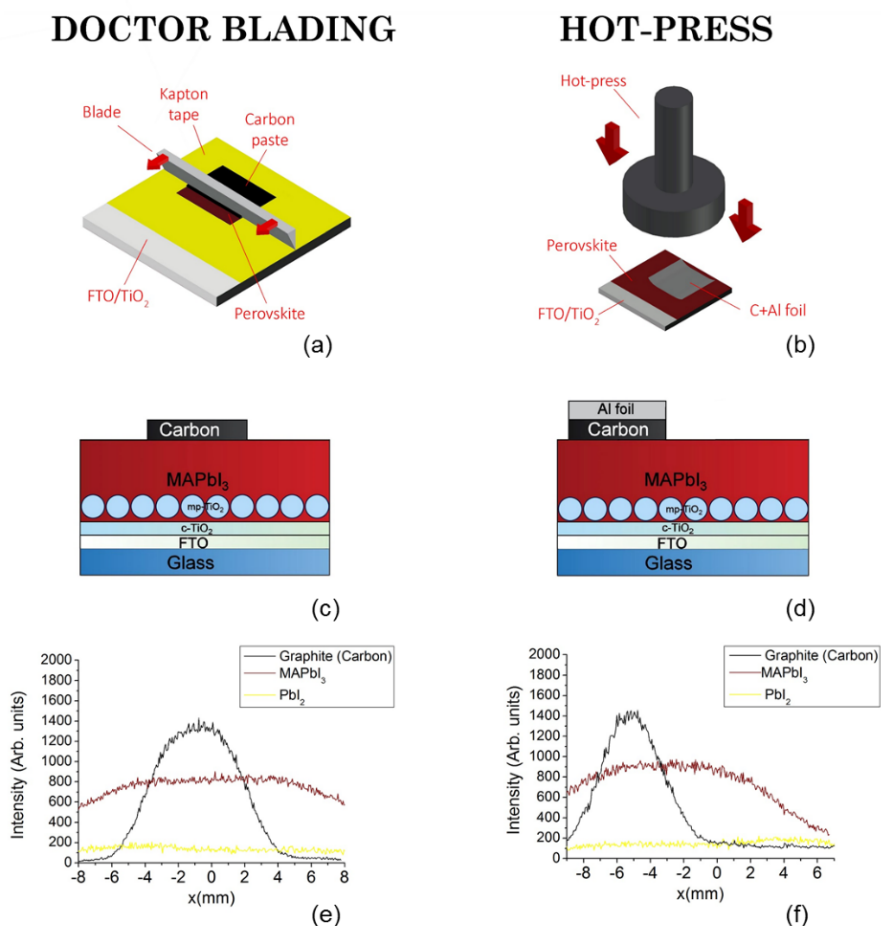 DOCTOR BLADING
HOT-PRESS
Kapton
tape
Blade
Carbon
paste
FTO/TiO₂
Perovskite
(a)
Hot-press
Perovskite
FTO/TiO₂
C+Al foil
(b)
Carbon
MAPbI₃
mp-TiO₂
c-TiO₂
FTO
Glass
(c)
Al foil
Carbon
MAPbI₃
mp-TiO₂
c-TiO₂
FTO
Glass
(d)
Graphite (Carbon)
MAPbI₃
PbI₂
Intensity (Arb. units)
2000
1800
1600
1400
1200
1000
800
600
400
200
0
-8 -6 -4 -2 0 2 4 6 8
x(mm)
(e)
Graphite (Carbon)
MAPbI₃
PbI₂
Intensity (Arb. units)
2000
1800
1600
1400
1200
1000
800
600
400
200
0
-8 -6 -4 -2 0 2 4 6
x(mm)
(f)